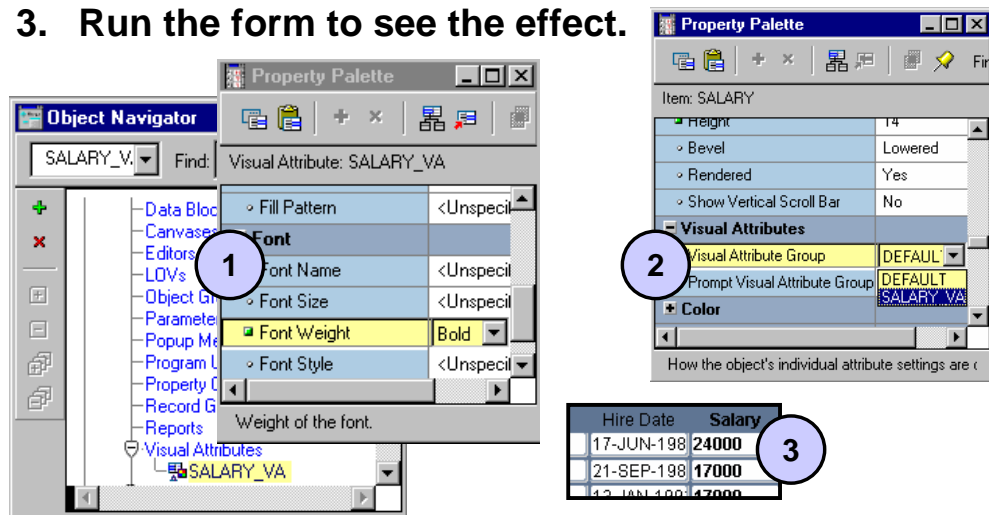 3. Run the form to see the effect.
Object Navigator
SALARY_V.
Find:
Data Bloc
Canvases
Editors
LOVs
Object Gr
Paramete
Popup Me
Program U
Property C
Record G
Reports
Visual Attributes
SALARY_VA
Property Palette
Visual Attribute: SALARY_VA
Fill Pattern <Unspecif
Font
Font Name <Unspecif
Font Size <Unspecif
Font Weight Bold
Font Style <Unspecif
Weight of the font.
1
Property Palette
Fin
Item: SALARY
Height 14
Bevel Lowered
Rendered Yes
Show Vertical Scroll Bar No
Visual Attributes
Visual Attribute Group DEFAUL
Prompt Visual Attribute Group DEFAULT
SALARY_VA
Color
How the object's individual attribute settings are
2
Hire Date Salary
17-JUN-198 24000
21-SEP-198 17000
17000
3